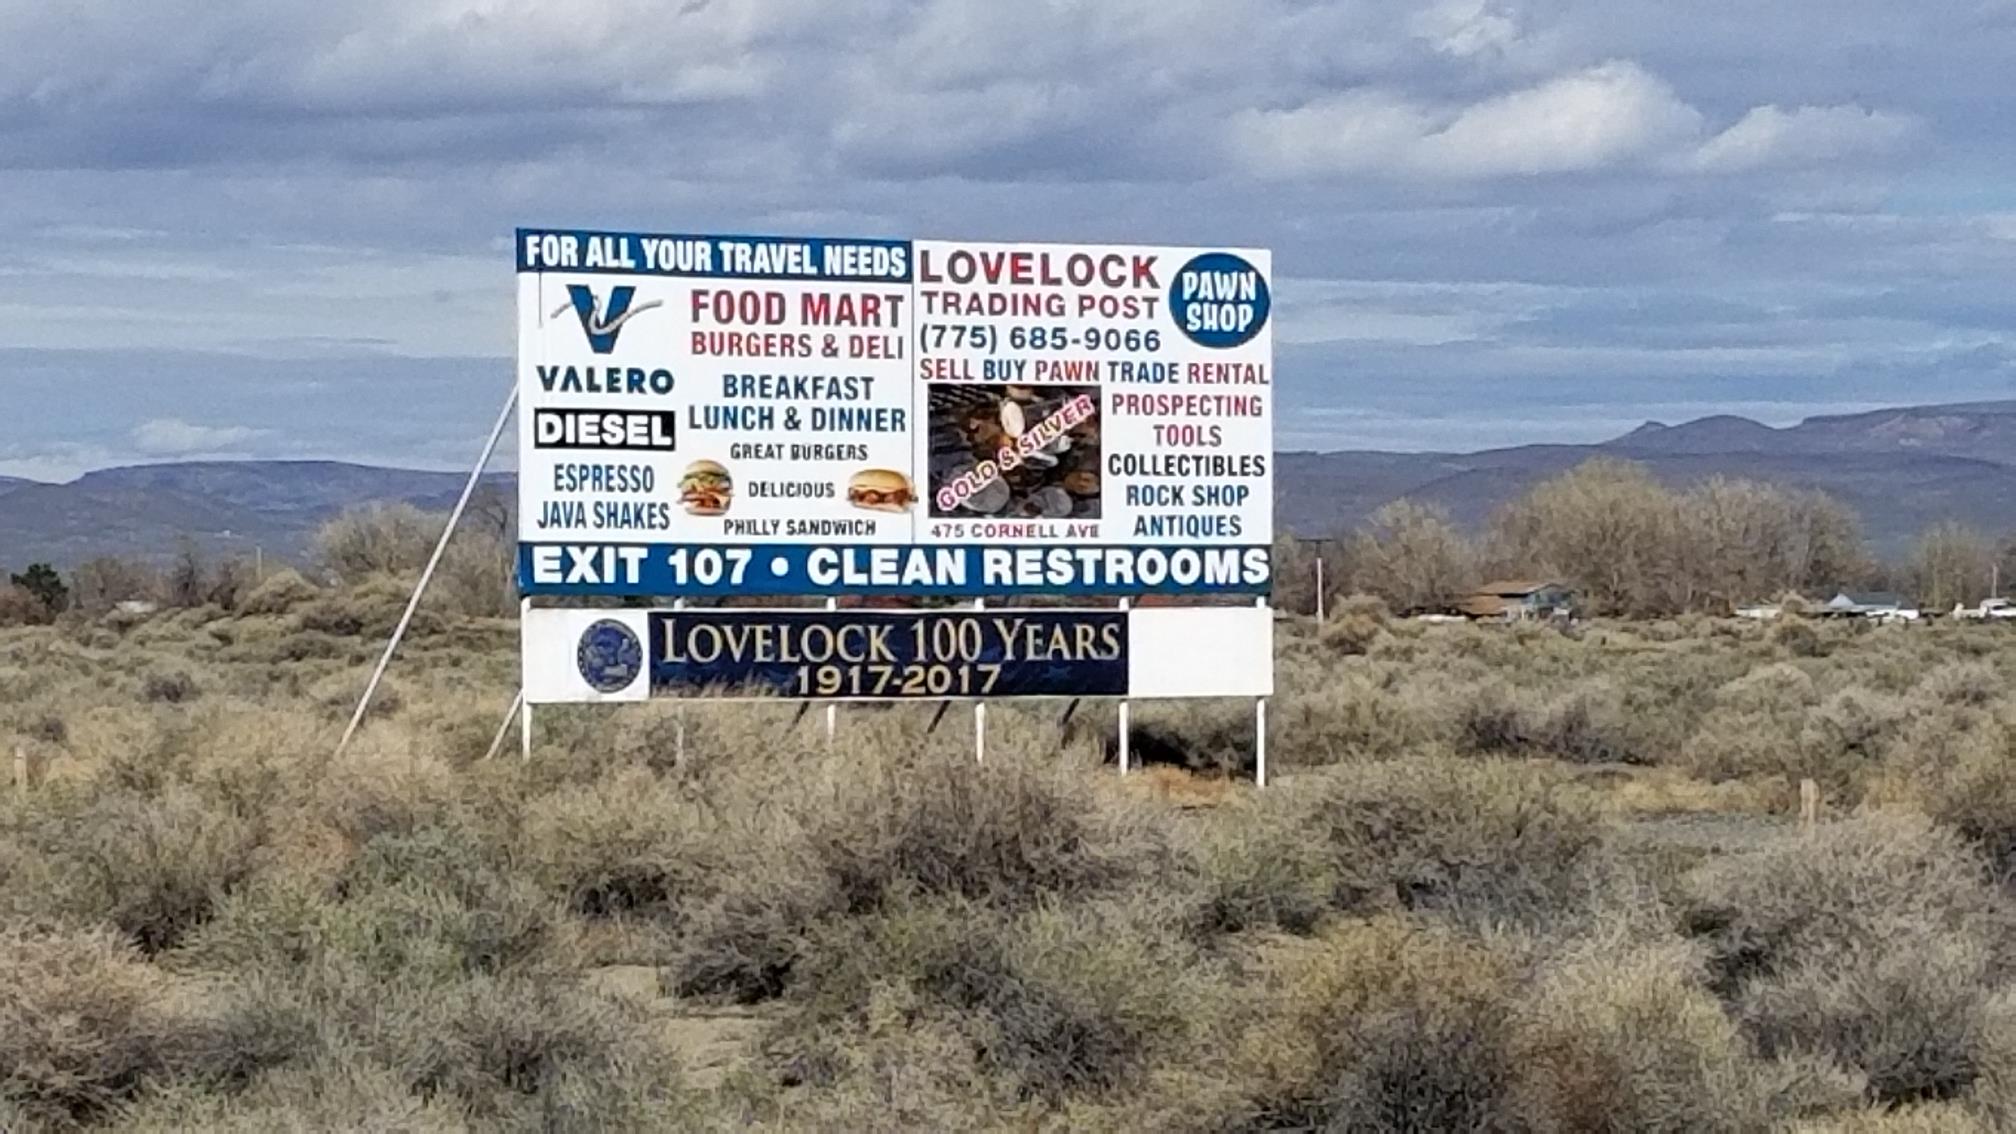 FOR ALL YOUR TRAVEL NEEDS
VALERO
DIESEL
ESPRESSO
JAVA SHAKES
FOOD MART
BURGERS & DELI
BREAKFAST
LUNCH & DINNER
GREAT BURGERS
DELICIOUS
PHILLY SANDWICH
LOVELOCK
TRADING POST
(775) 685-9066
PAWN
SHOP
SELL BUY PAWN TRADE RENTAL
GOLD & SILVER
475 CORNELL AVE
PROSPECTING
TOOLS
COLLECTIBLES
ROCK SHOP
ANTIQUES
EXIT 107 • CLEAN RESTROOMS
LOVELOCK 100 YEARS
1917-2017